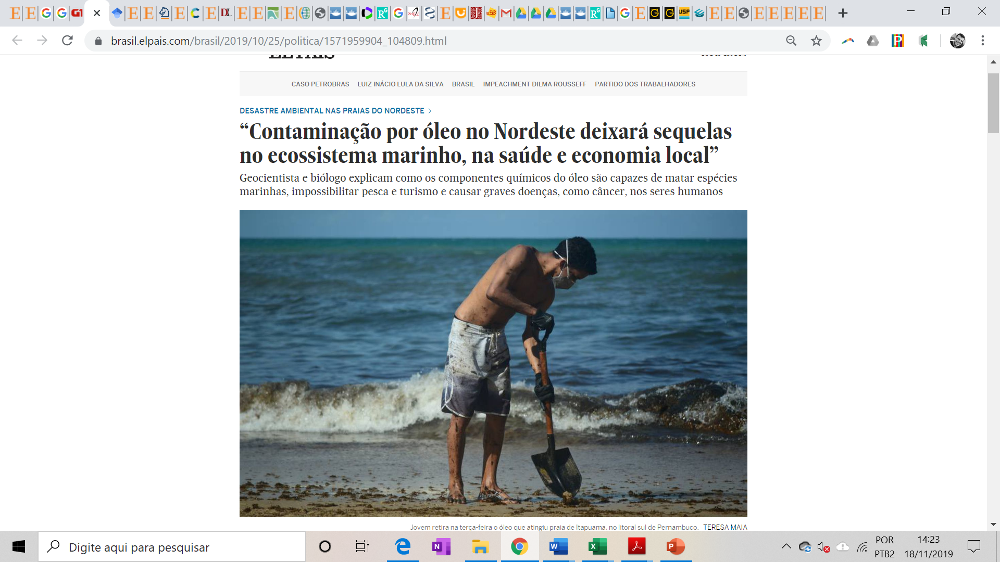 brasil.elpais.com/brasil/2019/10/25/politica/1571959904_104809.html
EL PAÍS
BRASIL
CASO PETROBRAS LUIZ INÁCIO LULA DA SILVA BRASIL IMPEACHMENT DILMA ROUSSEFF PARTIDO DOS TRABALHADORES
DESASTRE AMBIENTAL NAS PRAIAS DO NORDESTE >
“Contaminação por óleo no Nordeste deixará sequelas
no ecossistema marinho, na saúde e economia local”
Geocientista e biólogo explicam como os componentes químicos do óleo são capazes de matar espécies
marinhas, impossibilitar pesca e turismo e causar graves doenças, como câncer, nos seres humanos
Jovem retira na terça-feira o óleo que atingiu praia de Itapuama, no litoral sul de Pernambuco. TERESA MAIA
Digite aqui para pesquisar
POR
PTB2
14:23
18/11/2019